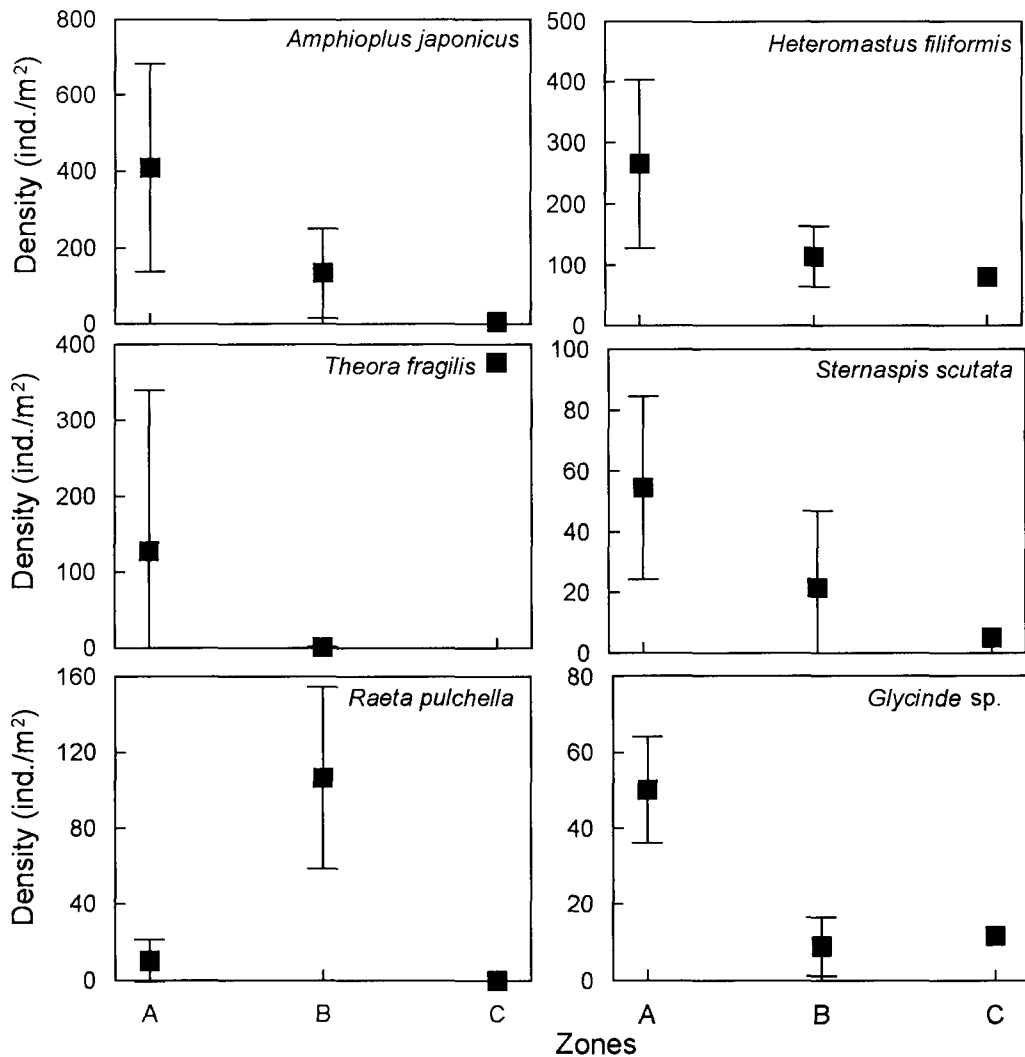 Amphioplus japonicus
Density (ind./m²)
800
600
400
200
0
Heteromastus filiformis
500
400
300
200
100
0
Theora fragilis
Density (ind./m²)
400
300
200
100
0
Sternaspis scutata
100
80
60
40
20
0
Raeta pulchella
Density (ind./m²)
160
120
80
40
0
A B C
Glycinde sp.
80
60
40
20
0
A B C
Zones